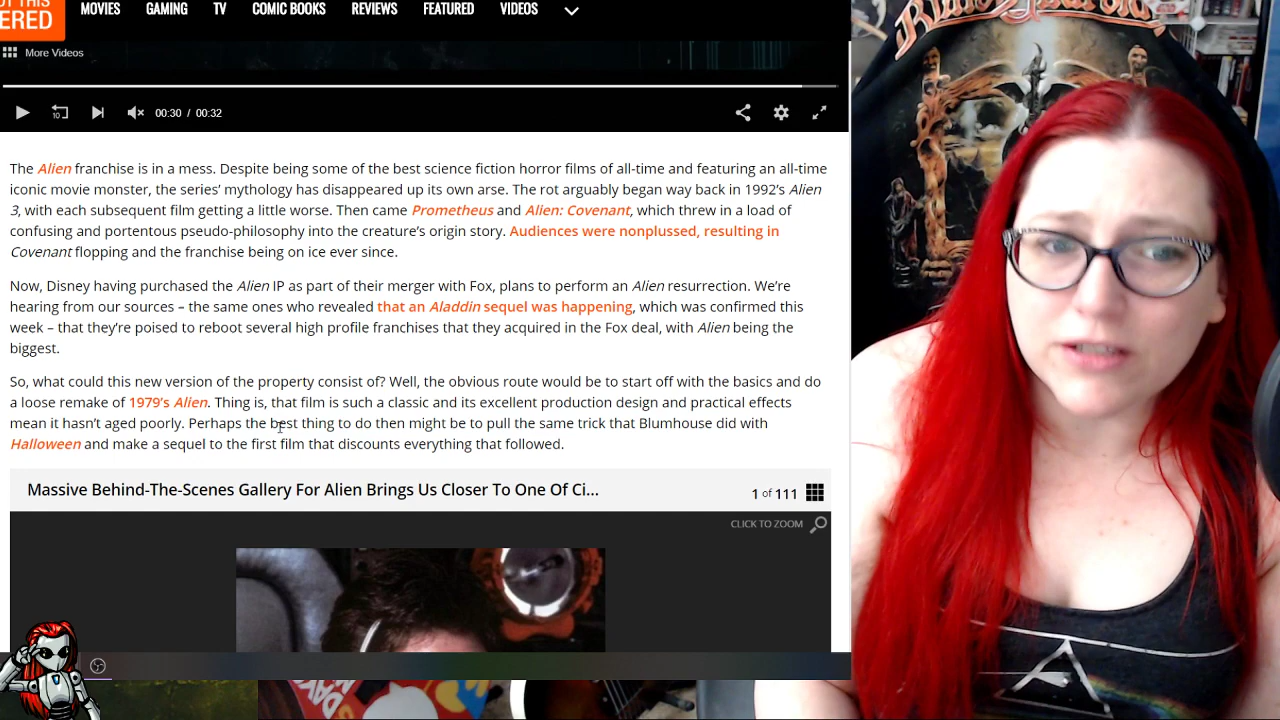 ERED
MOVIES GAMING TV COMIC BOOKS REVIEWS FEATURED VIDEOS
More Videos
10 00:30 / 00:32
The Alien franchise is in a mess. Despite being some of the best science fiction horror films of all-time and featuring an all-time
iconic movie monster, the series’ mythology has disappeared up its own arse. The rot arguably began way back in 1992’s Alien
3, with each subsequent film getting a little worse. Then came Prometheus and Alien: Covenant, which threw in a load of
confusing and portentous pseudo-philosophy into the creature’s origin story. Audiences were nonplussed, resulting in
Covenant flopping and the franchise being on ice ever since.
Now, Disney having purchased the Alien IP as part of their merger with Fox, plans to perform an Alien resurrection. We’re
hearing from our sources – the same ones who revealed that an Aladdin sequel was happening, which was confirmed this
week – that they’re poised to reboot several high profile franchises that they acquired in the Fox deal, with Alien being the
biggest.
So, what could this new version of the property consist of? Well, the obvious route would be to start off with the basics and do
a loose remake of 1979’s Alien. Thing is, that film is such a classic and its excellent production design and practical effects
mean it hasn’t aged poorly. Perhaps the best thing to do then might be to pull the same trick that Blumhouse did with
Halloween and make a sequel to the first film that discounts everything that followed.
Massive Behind-The-Scenes Gallery For Alien Brings Us Closer To One Of Ci...
1 of 111
CLICK TO ZOOM